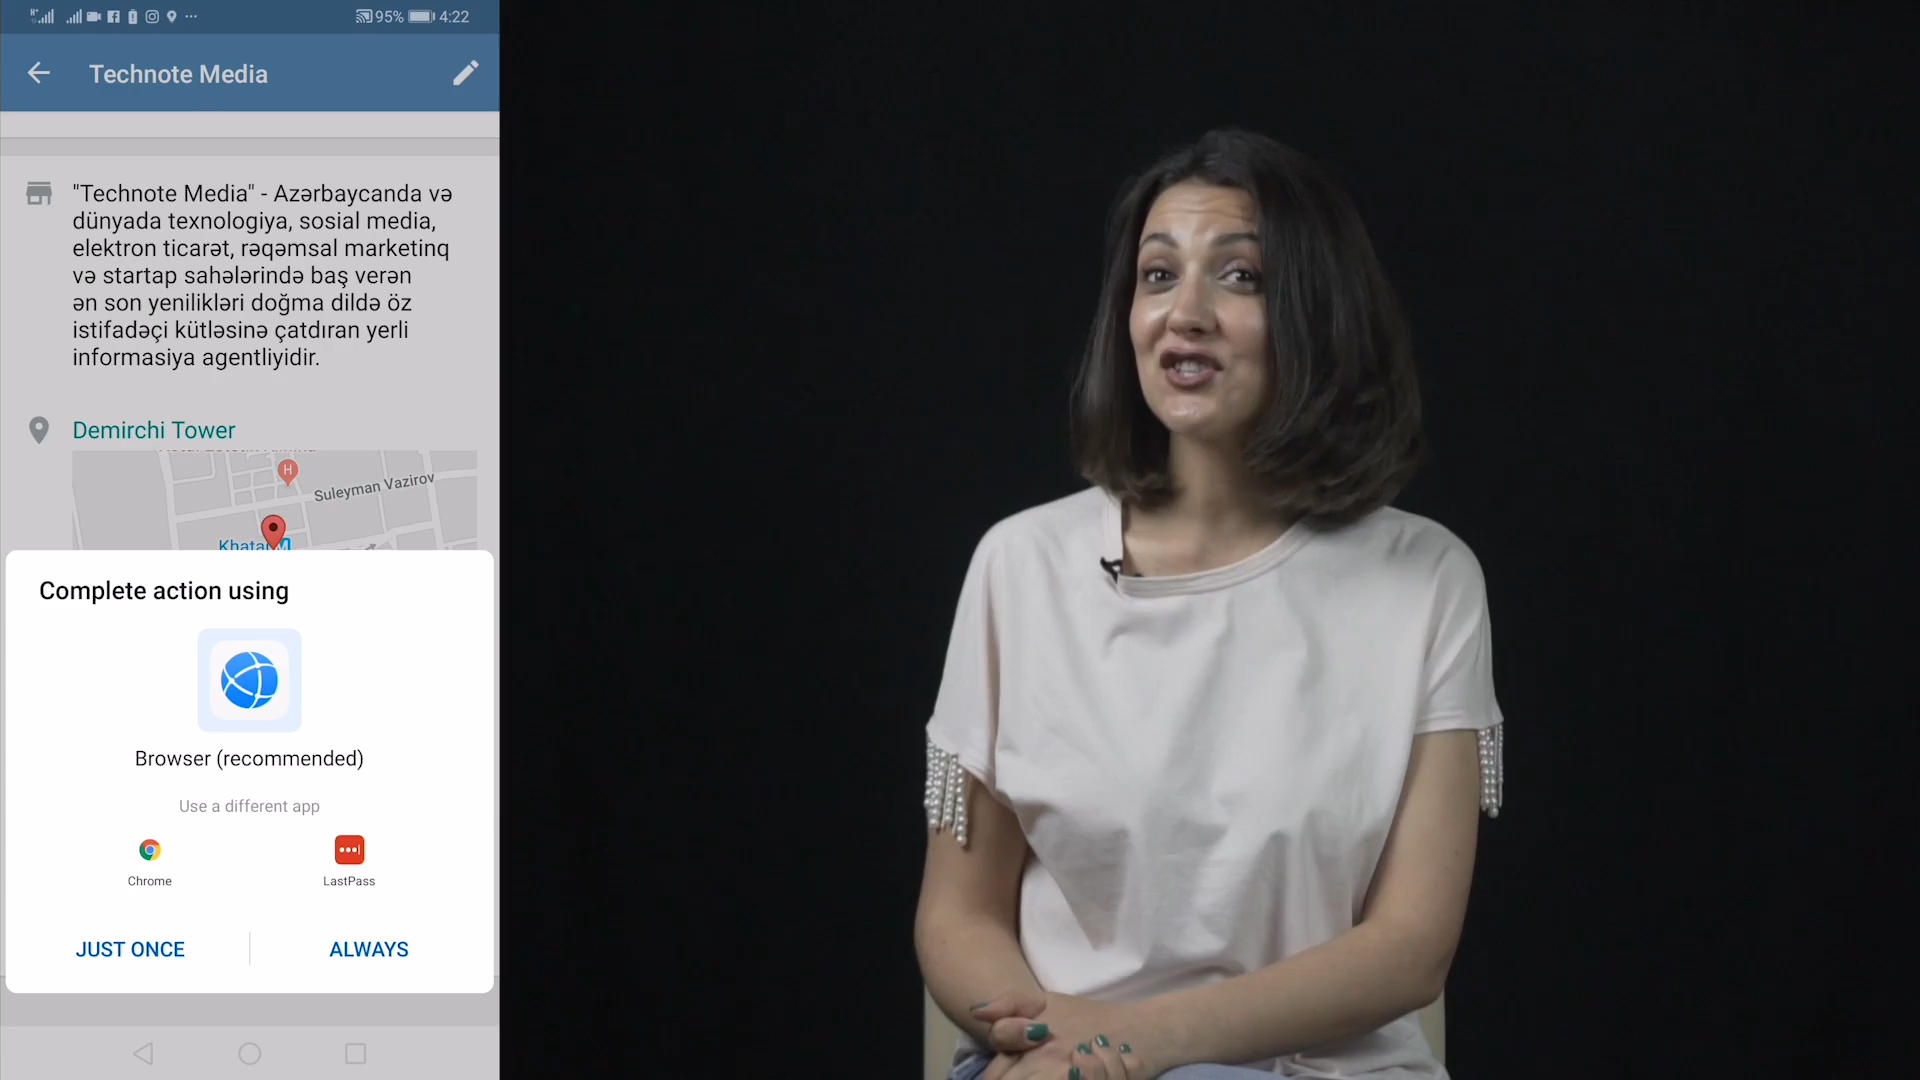 95% 4:22
Technote Media
"Technote Media" - Azərbaycanda və
dünyada texnologiya, sosial media,
elektron ticarət, rəqəmsal marketinq
və startap sahələrində baş verən
ən son yenilikləri doğma dildə öz
istifadəçi kütləsinə çatdıran yerli
informasiya agentliyidir.
Demirchi Tower
H
Suleyman Vazirov
Complete action using
Browser (recommended)
Use a different app
Chrome
LastPass
JUST ONCE
ALWAYS